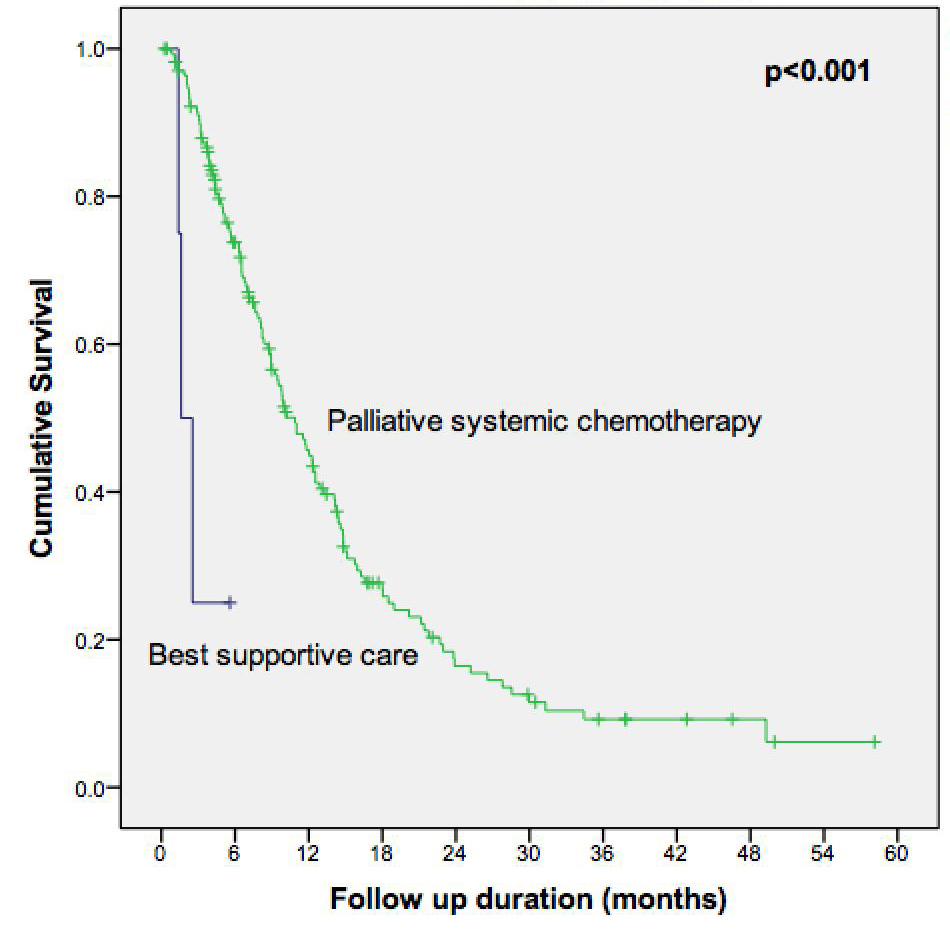 p<0.001
1.0
0.8
0.6
0.4
0.2
0.0
Cumulative Survival
Palliative systemic chemotherapy
Best supportive care
0 6 12 18 24 30 36 42 48 54 60
Follow up duration (months)